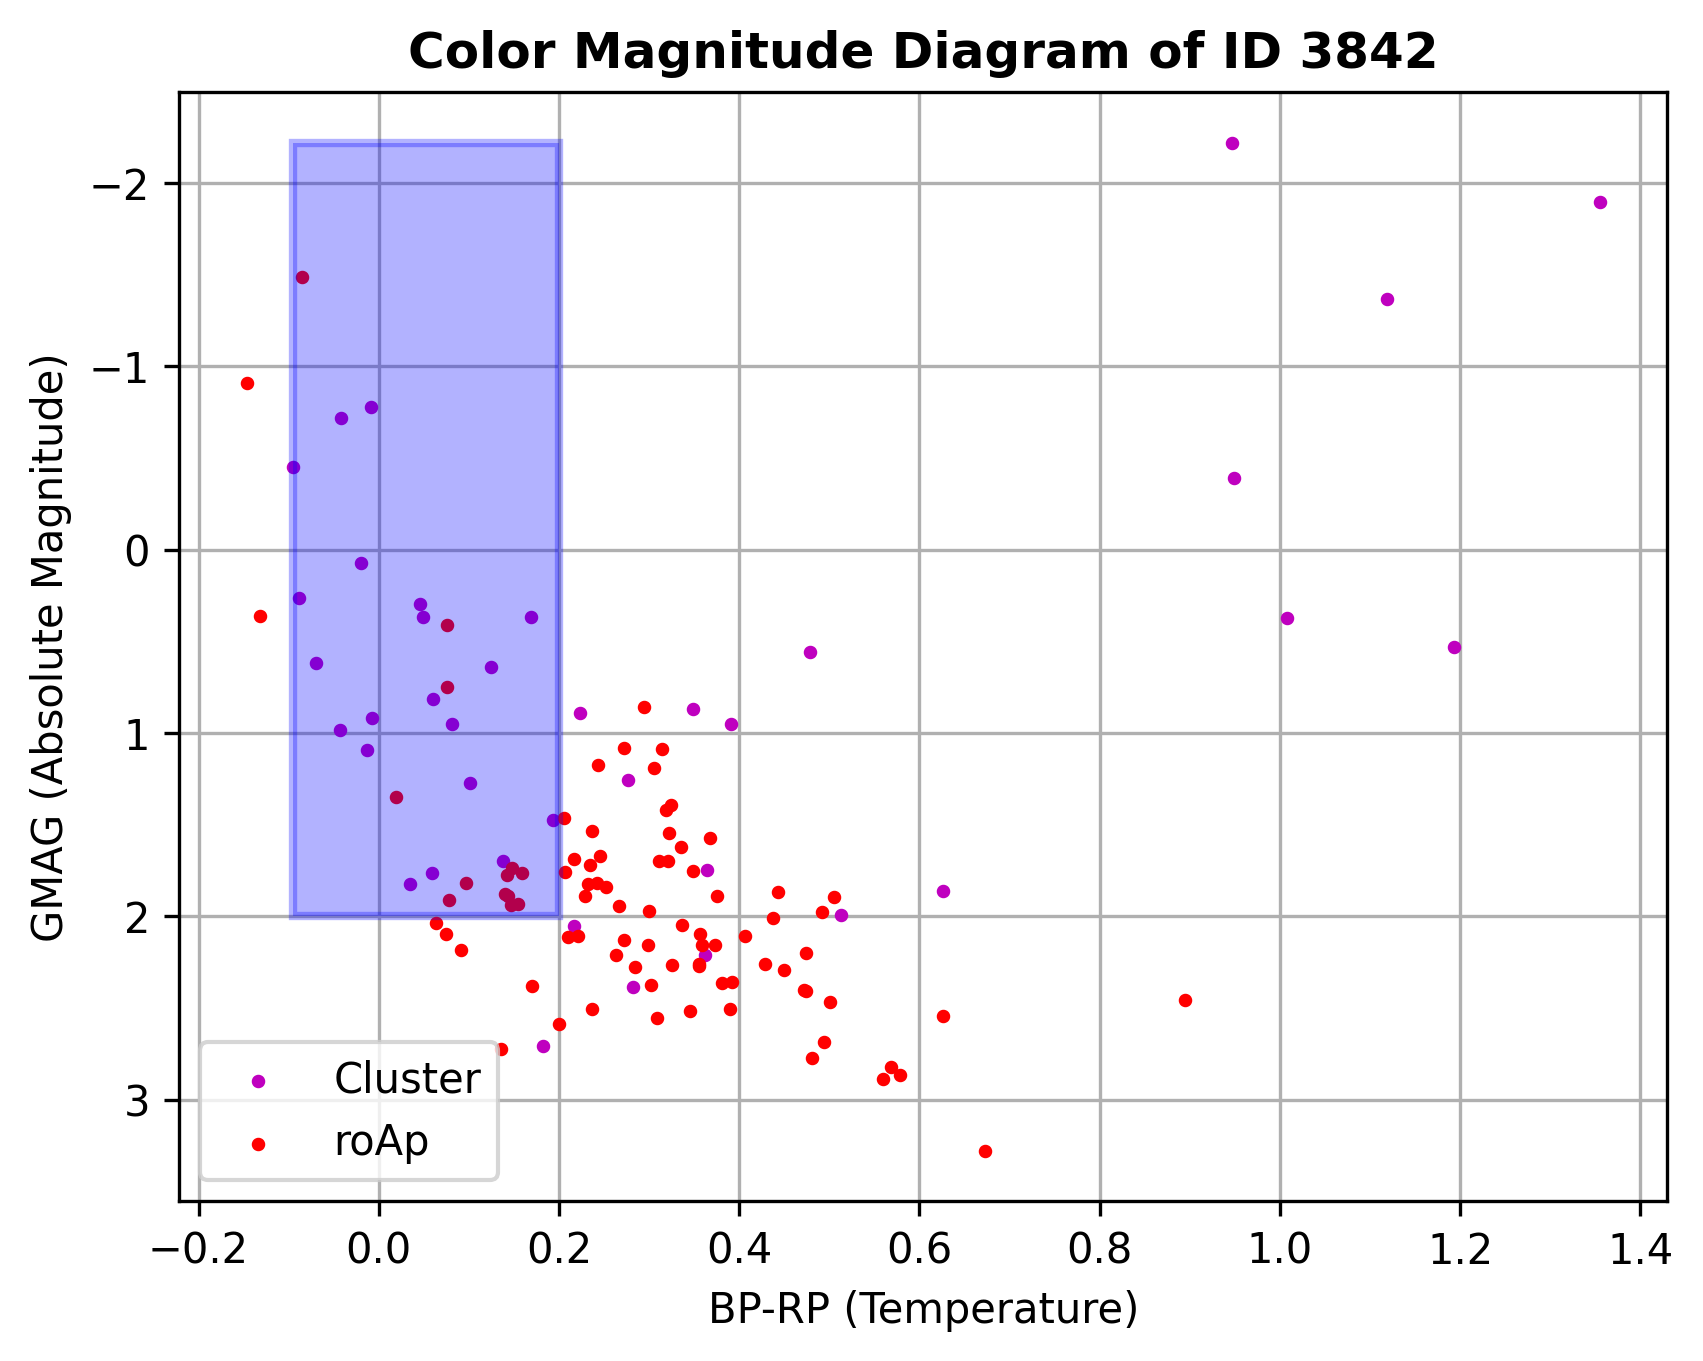 Color Magnitude Diagram of ID 3842
GMAG (Absolute Magnitude)
−2
−1
0
1
2
3
Cluster
roAp
−0.2 0.0 0.2 0.4 0.6 0.8 1.0 1.2 1.4
BP-RP (Temperature)